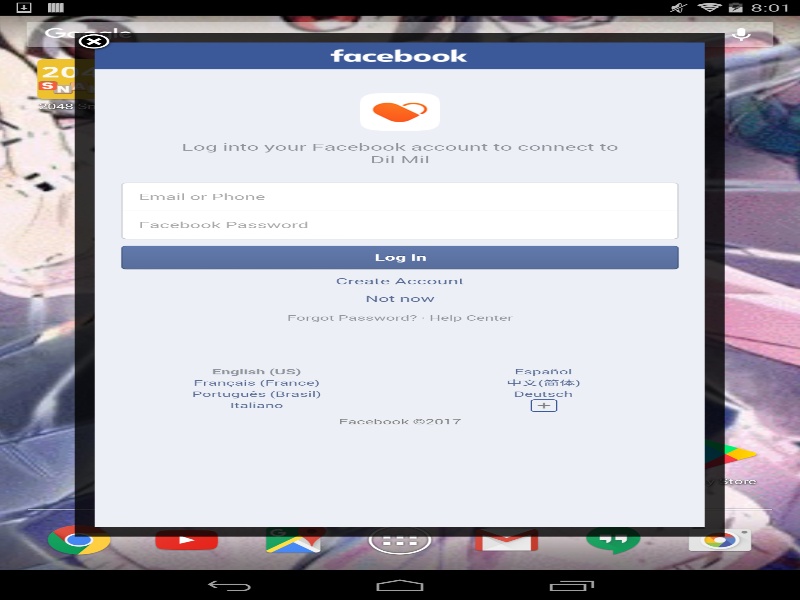 8:01
Google
facebook
Log into your Facebook account to connect to
Dil Mil
Email or Phone
Facebook Password
Log In
Create Account
Not now
Forgot Password? · Help Center
English (US)
Français (France)
Português (Brasil)
Italiano
Español
中文(简体)
Deutsch
Facebook ©2017